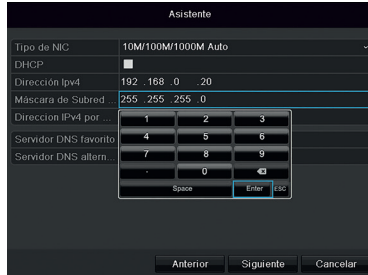 Asistente
Tipo de NIC 10M/100M/1000M Auto
DHCP
Dirección Ipv4 192 .168 .0 .20
Máscara de Subred ... 255 .255 .255 .0
Direccion IPv4 por ...
1 2 3
Servidor DNS favorito 4 5 6
Servidor DNS altern... 7 8 9
. 0
Space Enter ESC
Anterior Siguiente Cancelar